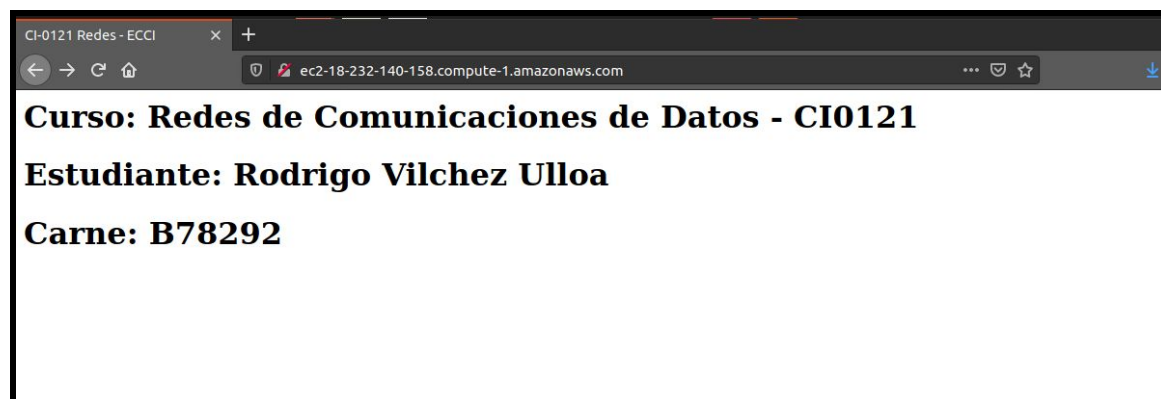 CI-0121 Redes - ECCI
ec2-18-232-140-158.compute-1.amazonaws.com
Curso: Redes de Comunicaciones de Datos - CI0121
Estudiante: Rodrigo Vilchez Ulloa
Carne: B78292